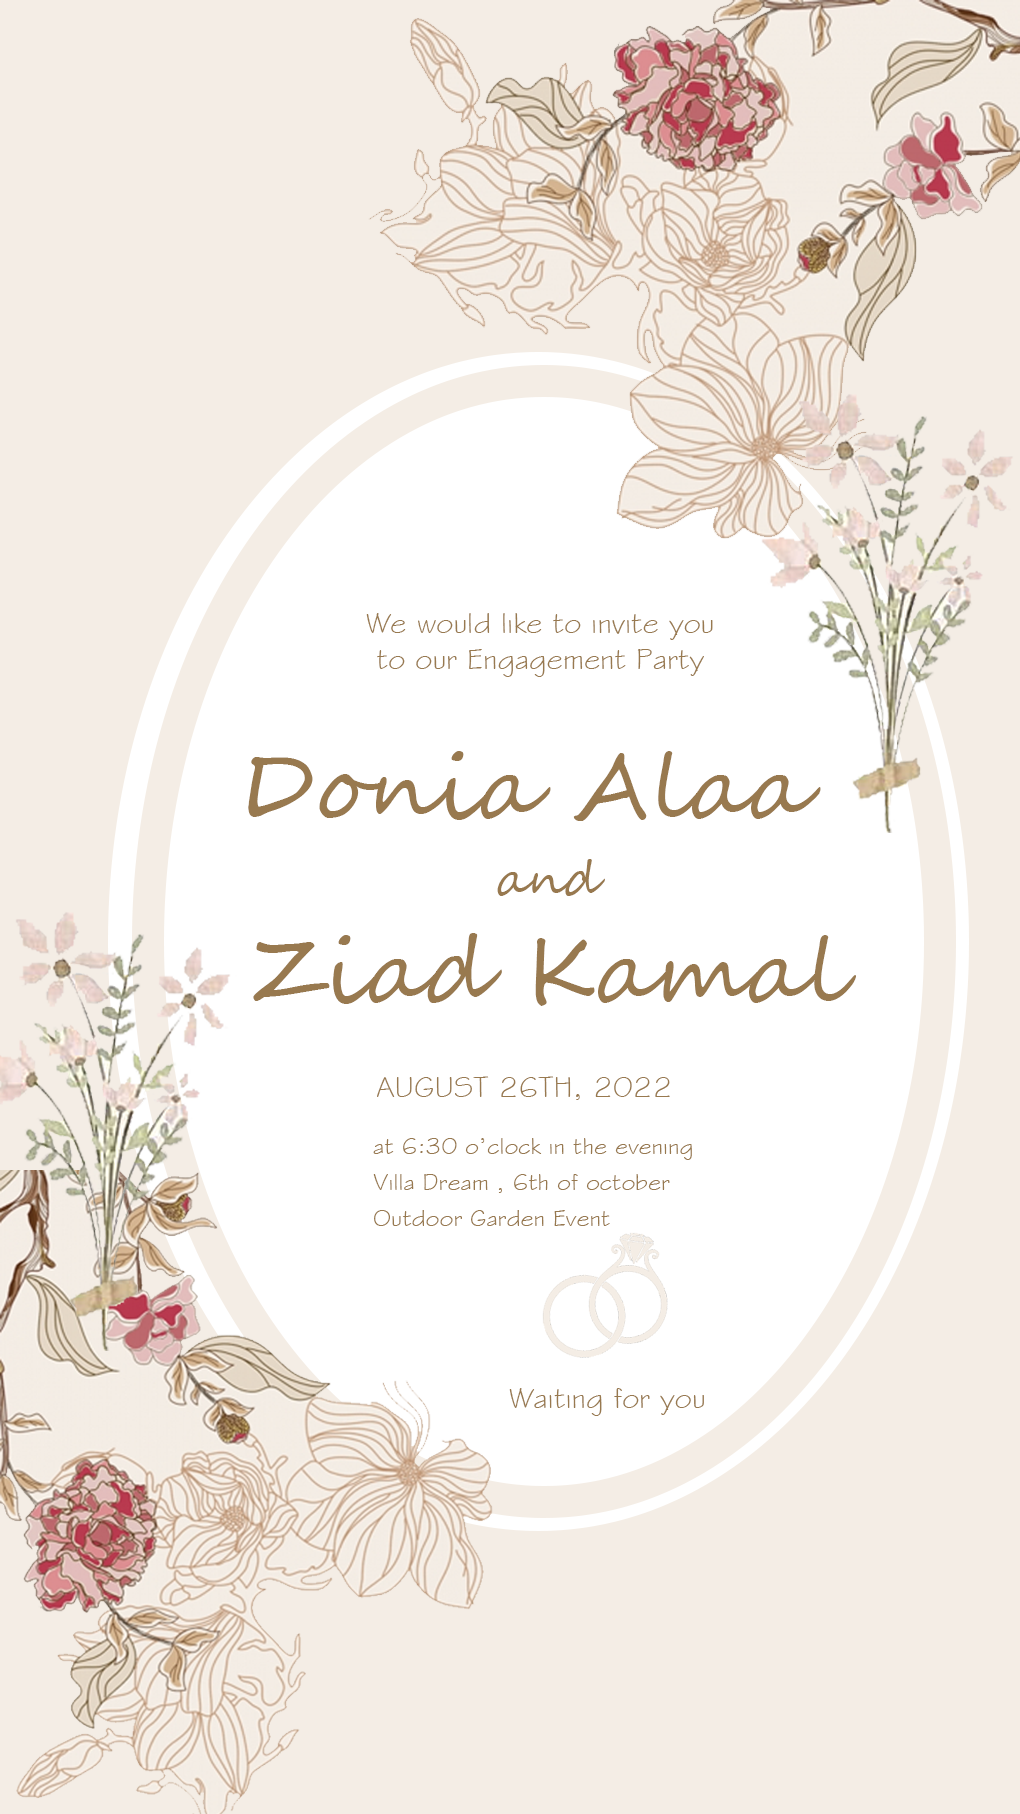 We would like to invite you
to our Engagement Party
Donia Alaa
and
Ziad Kamal
AUGUST 26TH, 2022
at 6:30 o'clock in the evening
Villa Dream , 6th of october
Outdoor Garden Event
Waiting for you